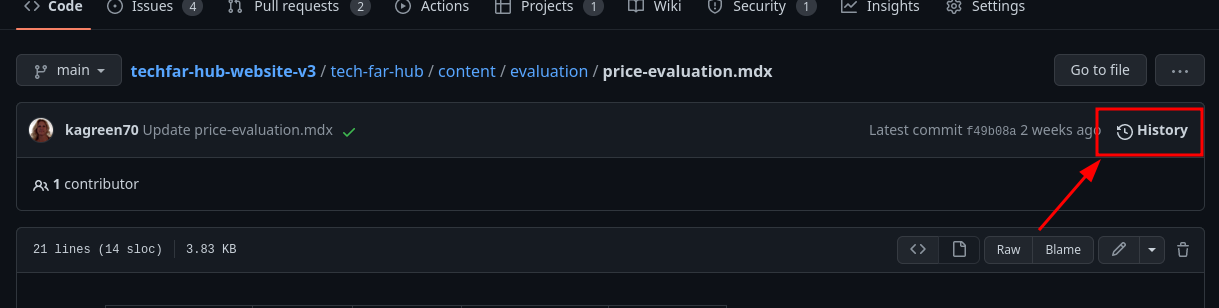 Code Issues 4 Pull requests 2 Actions Projects 1 Wiki Security 1 Insights Settings
main techfar-hub-website-v3 / tech-far-hub / content / evaluation / price-evaluation.mdx Go to file ...
kagreen70 Update price-evaluation.mdx Latest commit f49b08a 2 weeks ago History
1 contributor
21 lines (14 sloc) 3.83 KB <> Raw Blame